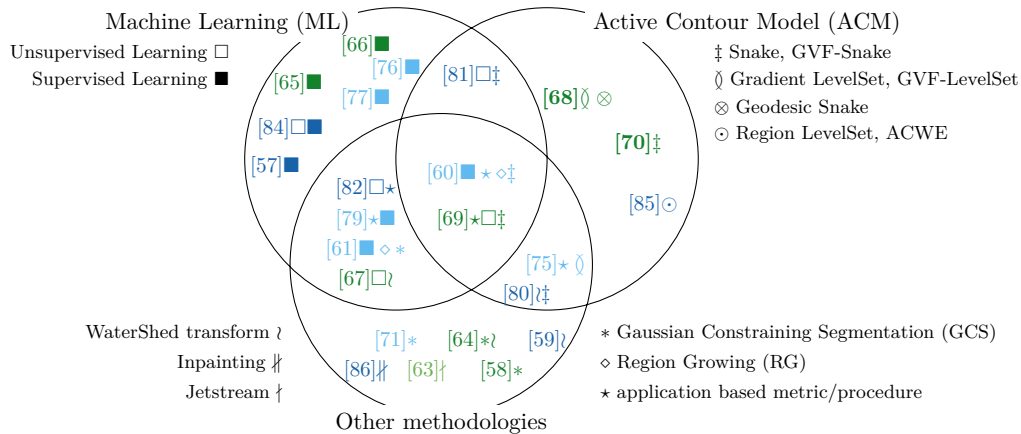 Machine Learning (ML)
Active Contour Model (ACM)
Unsupervised Learning □
Supervised Learning ■
‡ Snake, GVF-Snake
≬ Gradient LevelSet, GVF-LevelSet
⊗ Geodesic Snake
⊙ Region LevelSet, ACWE
[66]■
[76]■
[81]□‡
[65]■
[77]■
[68]≬ ⊗
[84]□■
[70]‡
[57]■
[60]■ ⋆ ⋄‡
[82]□⋆
[85]⊙
[79]⋆■
[69]⋆□‡
[61]■ ⋄ ∗
[75]⋆ ≬
[67]□≀
[80]≀‡
WaterShed transform ≀
Inpainting ∦
Jetstream ∤
[71]∗
[64]∗≀
[59]≀
[86]∦
[63]∤
[58]∗
∗ Gaussian Constraining Segmentation (GCS)
⋄ Region Growing (RG)
⋆ application based metric/procedure
Other methodologies